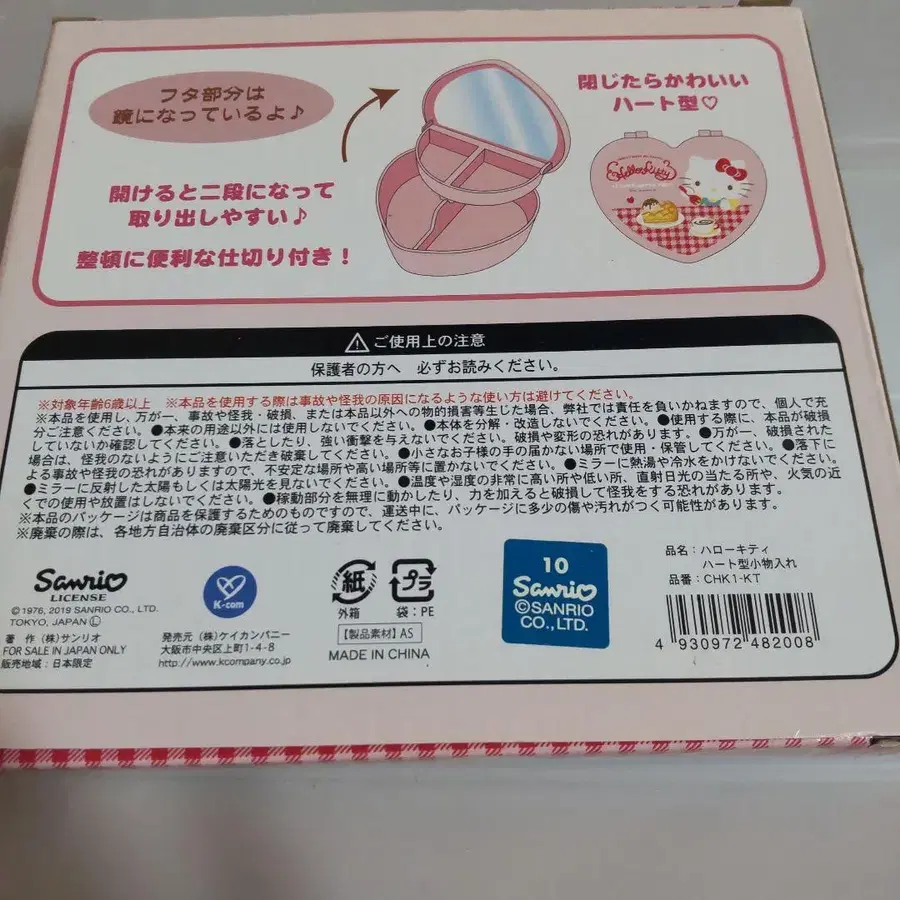 フタ部分は
鏡になっているよ♪
閉じたらかわいい
ハート型♡
開けると二段になって
取り出しやすい♪
整頓に便利な仕切り付き！
Hello Kitty
⚠ご使用上の注意
保護者の方へ 必ずお読みください。
※対象年齢6歳以上 ※本品を使用する際は事故や怪我の原因になるような使い方は避けてください。
※本品を使用し、万が一、事故や怪我・破損、または本品以外への物的損害等生じた場合、弊社では責任を負いかねますので、個人で充
分ご注意ください。●本来の用途以外には使用しないでください。●本体を分解・改造しないでください。●使用する際に、本品が破損
していないか確認してください。●落としたり、強い衝撃を与えないでください。破損や変形の恐れがあります。●万が一、破損された
場合は、怪我のないようにご注意いただき破棄してください。●小さなお子様の手の届かない場所で使用・保管してください。●落下に
よる事故や怪我の恐れがありますので、不安定な場所や高い場所等に置かないでください。●ミラーに熱湯や冷水をかけないでください。
●ミラーに反射した太陽もしくは太陽光を見ないでください。●温度や湿度の非常に高い所や低い所、直射日光の当たる所や、火気の近
くでの使用や放置はしないでください。●稼動部分を無理に動かしたり、力を加えると破損して怪我をする恐れがあります。
※本品のパッケージは商品を保護するためのものですので、運送中に、パッケージに多少の傷や汚れがつく可能性があります。
※廃棄の際は、各地方自治体の廃棄区分に従って廃棄してください。
Sanrio
LICENSE
©1976, 2019 SANRIO CO., LTD.
TOKYO, JAPAN Ⓛ
著 作 (株)サンリオ
FOR SALE IN JAPAN ONLY
販売地域：日本限定
K-com
発売元 (株)ケイカンパニー
大阪市中央区上町1-4-8
http://www.kcompany.co.jp
紙
外箱
プラ
袋：PE
【製品素材】AS
MADE IN CHINA
10
Sanrio
©SANRIO
CO., LTD.
品名：ハローキティ
ハート型小物入れ
品番：CHK1-KT
4 930972 482008